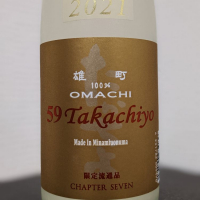 2021
雄町
100%
OMACHI
59 Takachiyo
Made in Minamiuonuma
限定流通品
CHAPTER SEVEN